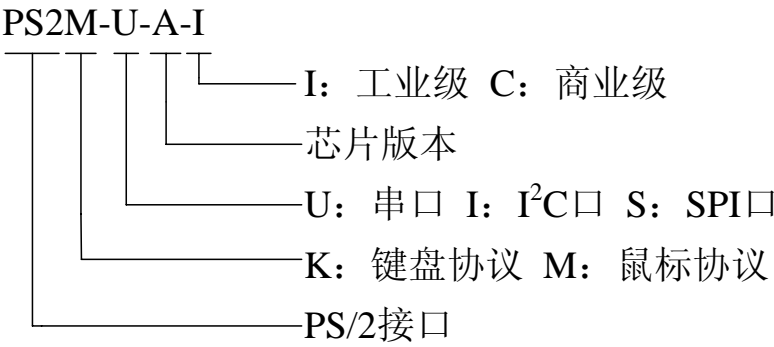 PS2M-U-A-I
I：工业级 C：商业级
芯片版本
U：串口 I：I²C口 S：SPI口
K：键盘协议 M：鼠标协议
PS/2接口